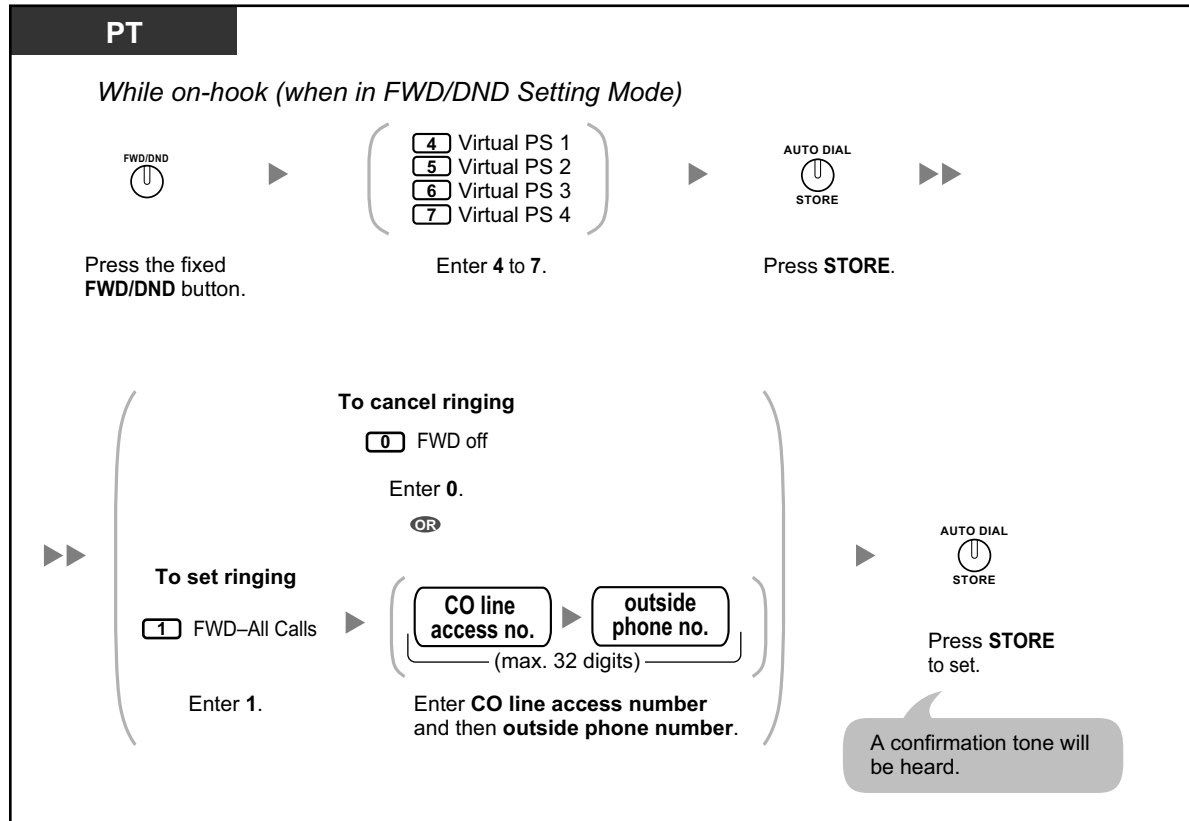 PT
While on-hook (when in FWD/DND Setting Mode)
FWD/DND
4 Virtual PS 1
5 Virtual PS 2
6 Virtual PS 3
7 Virtual PS 4
AUTO DIAL
STORE
Press the fixed
FWD/DND button.
Enter 4 to 7.
Press STORE.
To cancel ringing
0 FWD off
Enter 0.
OR
To set ringing
1 FWD–All Calls
Enter 1.
CO line
access no.
outside
phone no.
(max. 32 digits)
Enter CO line access number
and then outside phone number.
AUTO DIAL
STORE
Press STORE
to set.
A confirmation tone will
be heard.